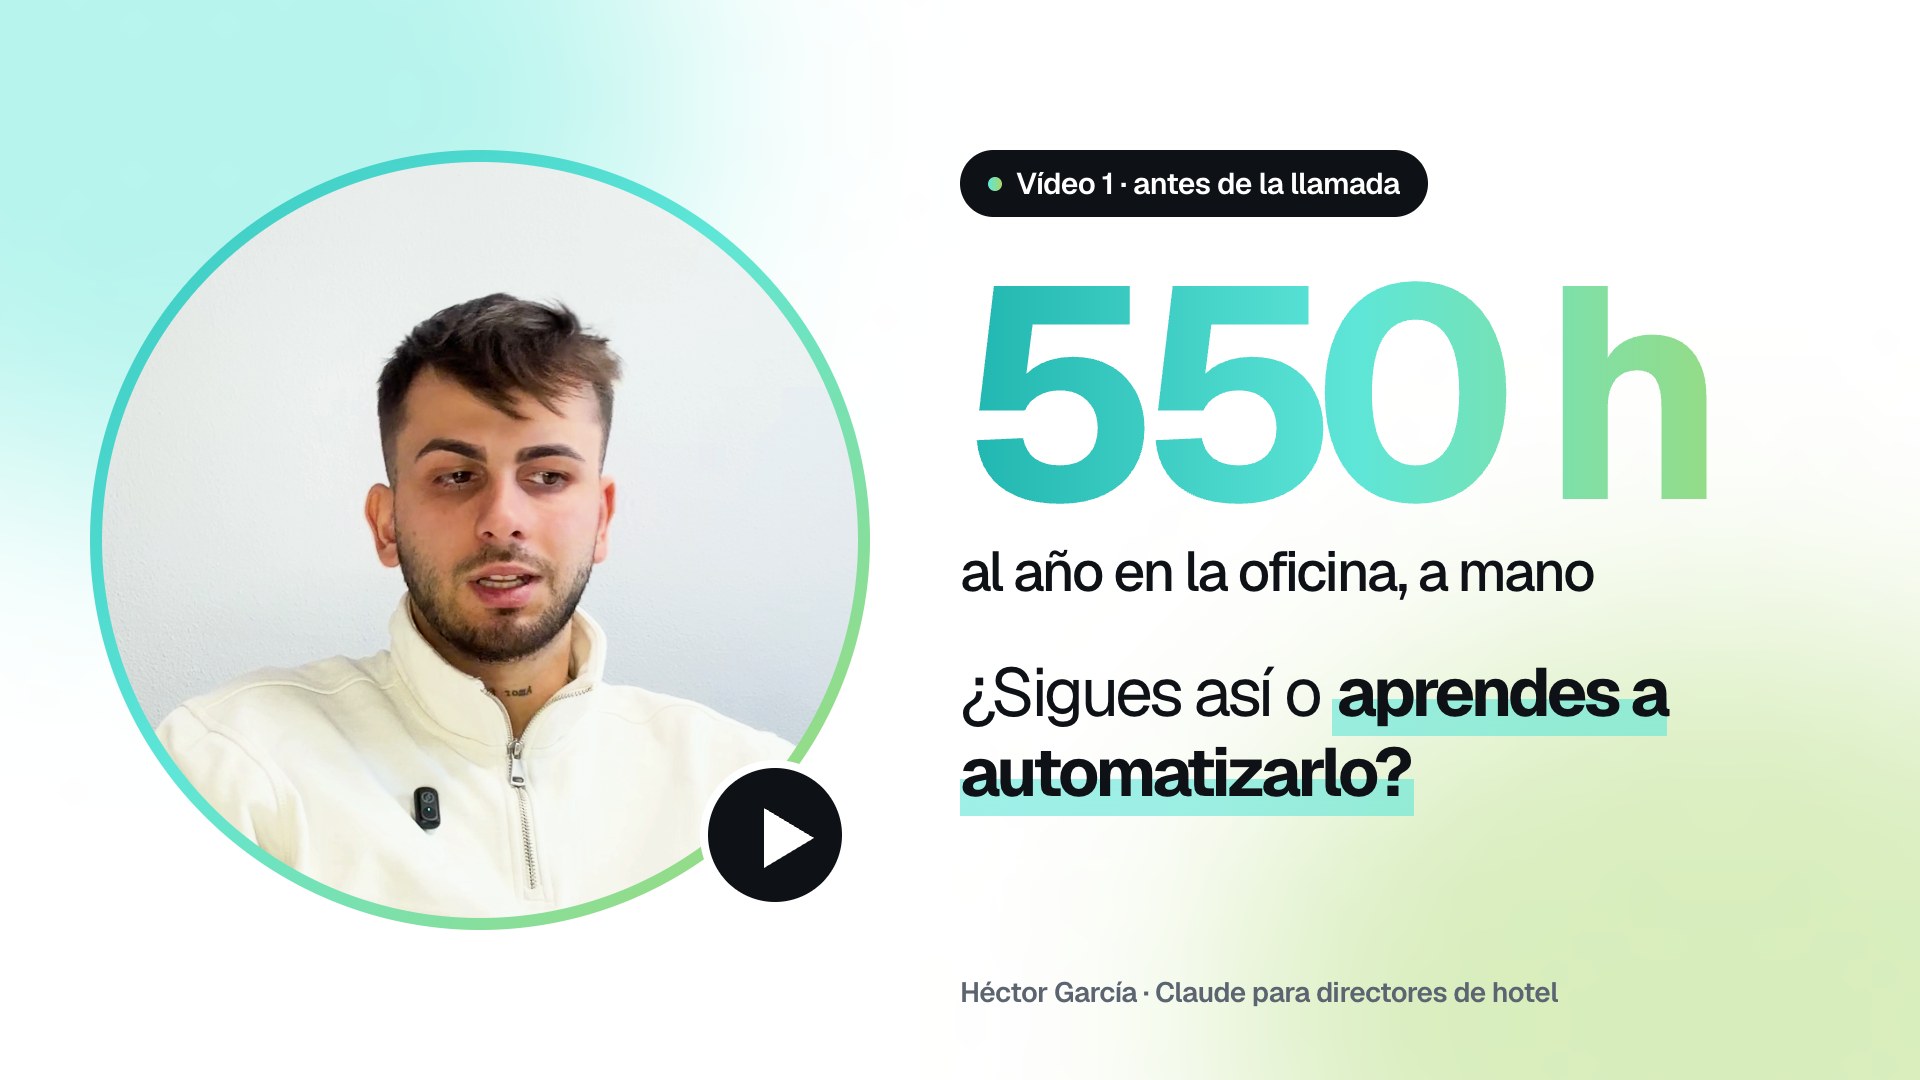 Vídeo 1 · antes de la llamada
550 h
al año en la oficina, a mano
¿Sigues así o aprendes a
automatizarlo?
Héctor García · Claude para directores de hotel